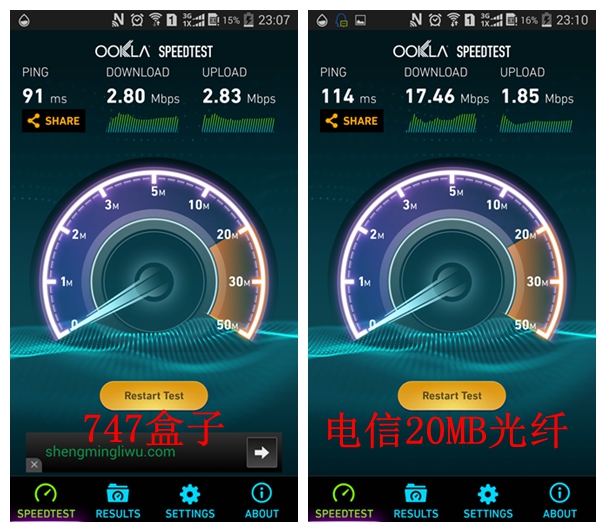 15% 23:07
OOKLA SPEEDTEST
PING DOWNLOAD UPLOAD
91 ms 2.80 Mbps 2.83 Mbps
SHARE
5M
3M 10M
2M 20M
1M 30M
0 50M
Restart Test
747盒子
shengmingliwu.com
SPEEDTEST RESULTS SETTINGS ABOUT
16% 23:10
OOKLA SPEEDTEST
PING DOWNLOAD UPLOAD
114 ms 17.46 Mbps 1.85 Mbps
SHARE
5M
3M 10M
2M 20M
1M 30M
0 50M
Restart Test
电信20MB光纤
SPEEDTEST RESULTS SETTINGS ABOUT